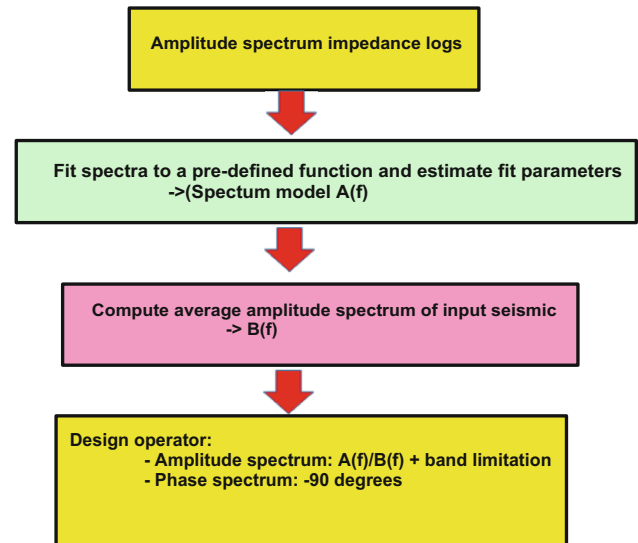 Amplitude spectrum impedance logs
Fit spectra to a pre-defined function and estimate fit parameters
->(Spectum model A(f)
Compute average amplitude spectrum of input seismic
-> B(f)
Design operator:
- Amplitude spectrum: A(f)/B(f) + band limitation
- Phase spectrum: -90 degrees